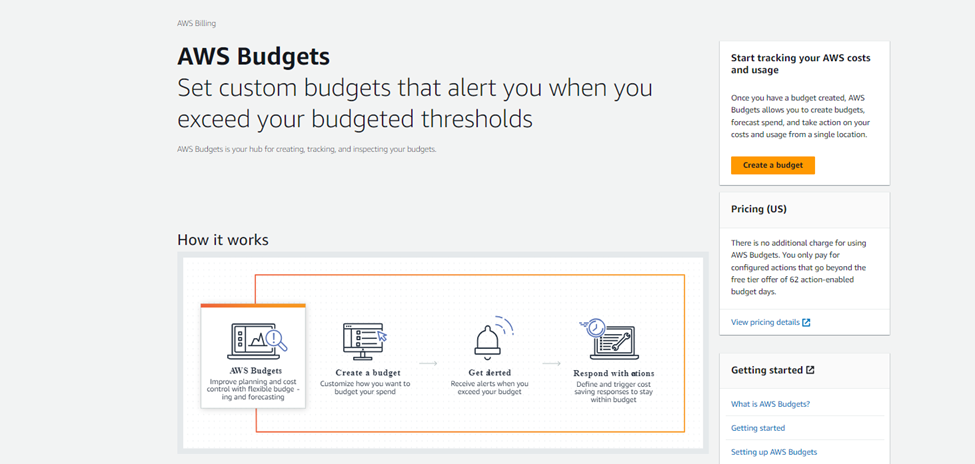 AWS Billing
AWS Budgets
Set custom budgets that alert you when you
exceed your budgeted thresholds
AWS Budgets is your hub for creating, tracking, and inspecting your budgets.
Start tracking your AWS costs
and usage
Once you have a budget created, AWS
Budgets allows you to create budgets,
forecast spend, and take action on your
costs and usage from a single location.
Create a budget
Pricing (US)
There is no additional charge for using
AWS Budgets. You only pay for
configured actions that go beyond the
free tier offer of 62 action-enabled
budget days.
View pricing details
How it works
AWS Budgets
Improve planning and cost
control with flexible budge -
ing and forecasting
Create a budget
Customize how you want to
budget your spend
Get alerted
Receive alerts when you
exceed your budget
Respond with ctions
Define and trigger cost
saving responses to stay
within budget
Getting started
What is AWS Budgets?
Getting started
Setting up AWS Budgets